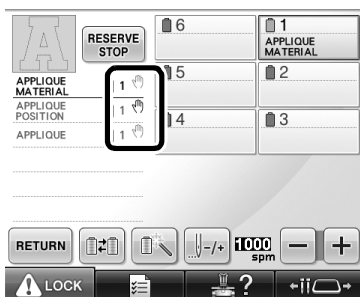 A
RESERVE
STOP
6
1
APPLIQUE
MATERIAL
5
2
4
3
APPLIQUE
MATERIAL
1
APPLIQUE
POSITION
1
APPLIQUE
1
RETURN
-/+
1000
spm
-
+
LOCK
?